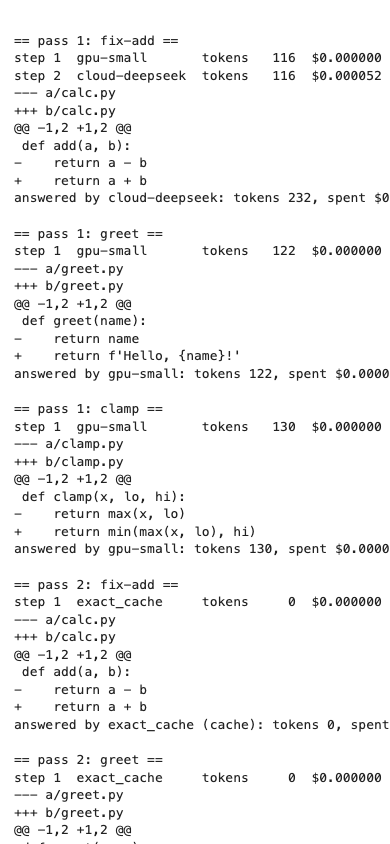 == pass 1: fix-add ==
step 1  gpu-small       tokens   116  $0.000000
step 2  cloud-deepseek  tokens   116  $0.000052
--- a/calc.py
+++ b/calc.py
@@ -1,2 +1,2 @@
 def add(a, b):
-    return a - b
+    return a + b
answered by cloud-deepseek: tokens 232, spent $0

== pass 1: greet ==
step 1  gpu-small       tokens   122  $0.000000
--- a/greet.py
+++ b/greet.py
@@ -1,2 +1,2 @@
 def greet(name):
-    return name
+    return f'Hello, {name}!'
answered by gpu-small: tokens 122, spent $0.0000

== pass 1: clamp ==
step 1  gpu-small       tokens   130  $0.000000
--- a/clamp.py
+++ b/clamp.py
@@ -1,2 +1,2 @@
 def clamp(x, lo, hi):
-    return max(x, lo)
+    return min(max(x, lo), hi)
answered by gpu-small: tokens 130, spent $0.0000

== pass 2: fix-add ==
step 1  exact_cache     tokens     0  $0.000000
--- a/calc.py
+++ b/calc.py
@@ -1,2 +1,2 @@
 def add(a, b):
-    return a - b
+    return a + b
answered by exact_cache (cache): tokens 0, spent

== pass 2: greet ==
step 1  exact_cache     tokens     0  $0.000000
--- a/greet.py
+++ b/greet.py
@@ -1,2 +1,2 @@